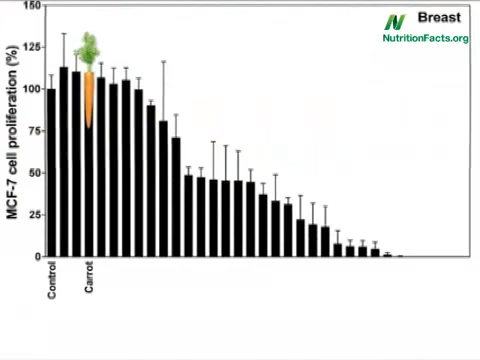 Breast
NutritionFacts.org
MCF-7 cell proliferation (%)
150
125
100
75
50
25
0
Control
Carrot